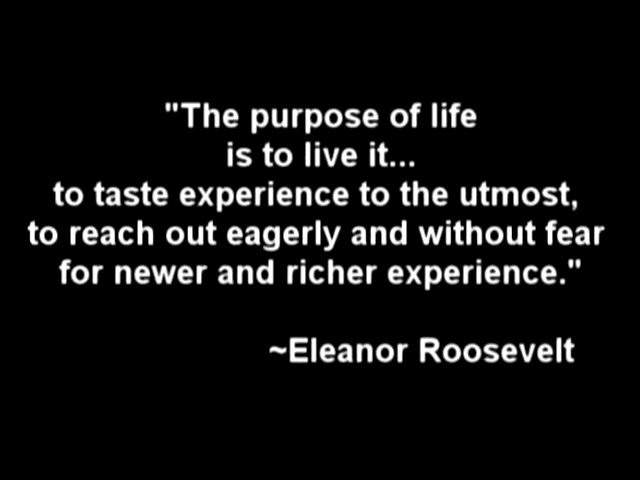 "The purpose of life
is to live it...
to taste experience to the utmost,
to reach out eagerly and without fear
for newer and richer experience."
~Eleanor Roosevelt